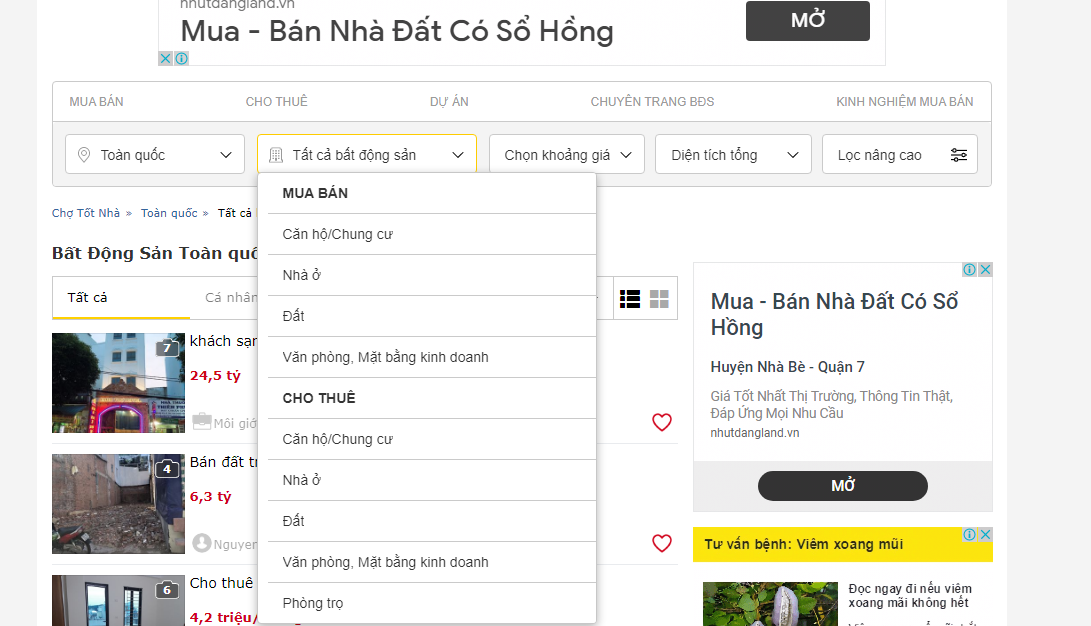 nhutdangland.vn
Mua - Bán Nhà Đất Có Sổ Hồng
MỞ
MUA BÁN
CHO THUÊ
DỰ ÁN
CHUYÊN TRANG BĐS
KINH NGHIỆM MUA BÁN
Toàn quốc
Tất cả bất động sản
Chọn khoảng giá
Diện tích tổng
Lọc nâng cao
MUA BÁN
Căn hộ/Chung cư
Nhà ở
Đất
Văn phòng, Mặt bằng kinh doanh
CHO THUÊ
Căn hộ/Chung cư
Nhà ở
Đất
Văn phòng, Mặt bằng kinh doanh
Phòng trọ
Chợ Tốt Nhà » Toàn quốc » Tất cả
Bất Động Sản Toàn quố
Tất cả
Cá nhân
7
khách sạn
24,5 tỷ
Môi giớ
4
Bán đất tr
6,3 tỷ
Nguyen
6
Cho thuê
4,2 triệu/
Mua - Bán Nhà Đất Có Sổ
Hồng
Huyện Nhà Bè - Quận 7
Giá Tốt Nhất Thị Trường, Thông Tin Thật,
Đáp Ứng Mọi Nhu Cầu
nhutdangland.vn
MỞ
Tư vấn bệnh: Viêm xoang mũi
Đọc ngay đi nếu viêm
xoang mãi không hết